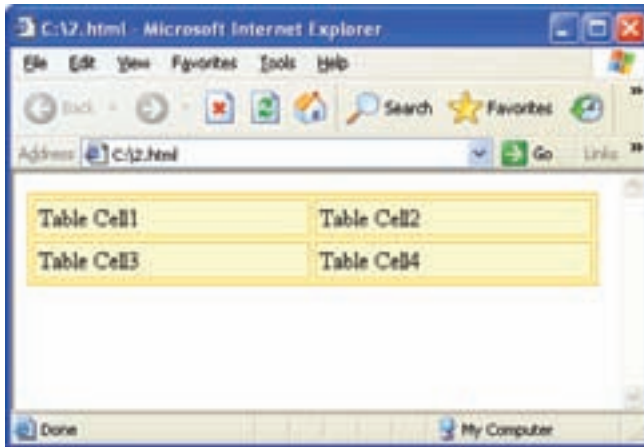 C:\2.html - Microsoft Internet Explorer
File Edit View Favorites Tools Help
Back Search Favorites »
Address C:\2.html Go Links »
Table Cell1 Table Cell2
Table Cell3 Table Cell4
Done My Computer